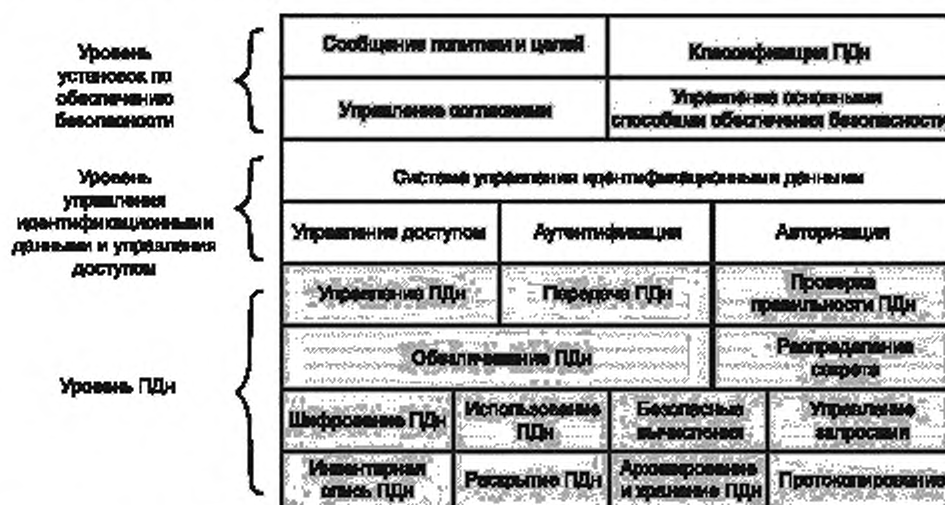 Уровень
установок по
обеспечению
безопасности
Сообщения политики и целей
Классификация ПДн
Управление согласиями
Управление основными
способами обеспечения безопасности
Уровень
управления
идентификационными
данными и управления
доступом
Система управления идентификационными данными
Управление доступом
Аутентификация
Авторизация
Уровень ПДн
Управление ПДн
Передача ПДн
Проверка
правильности ПДн
Обезличивание ПДн
Распределение
секрета
Шифрование ПДн
Использование
ПДн
Безопасные
вычисления
Управление
запросами
Инвентарная
опись ПДн
Раскрытие ПДн
Архивирование
и хранение ПДн
Протоколирование